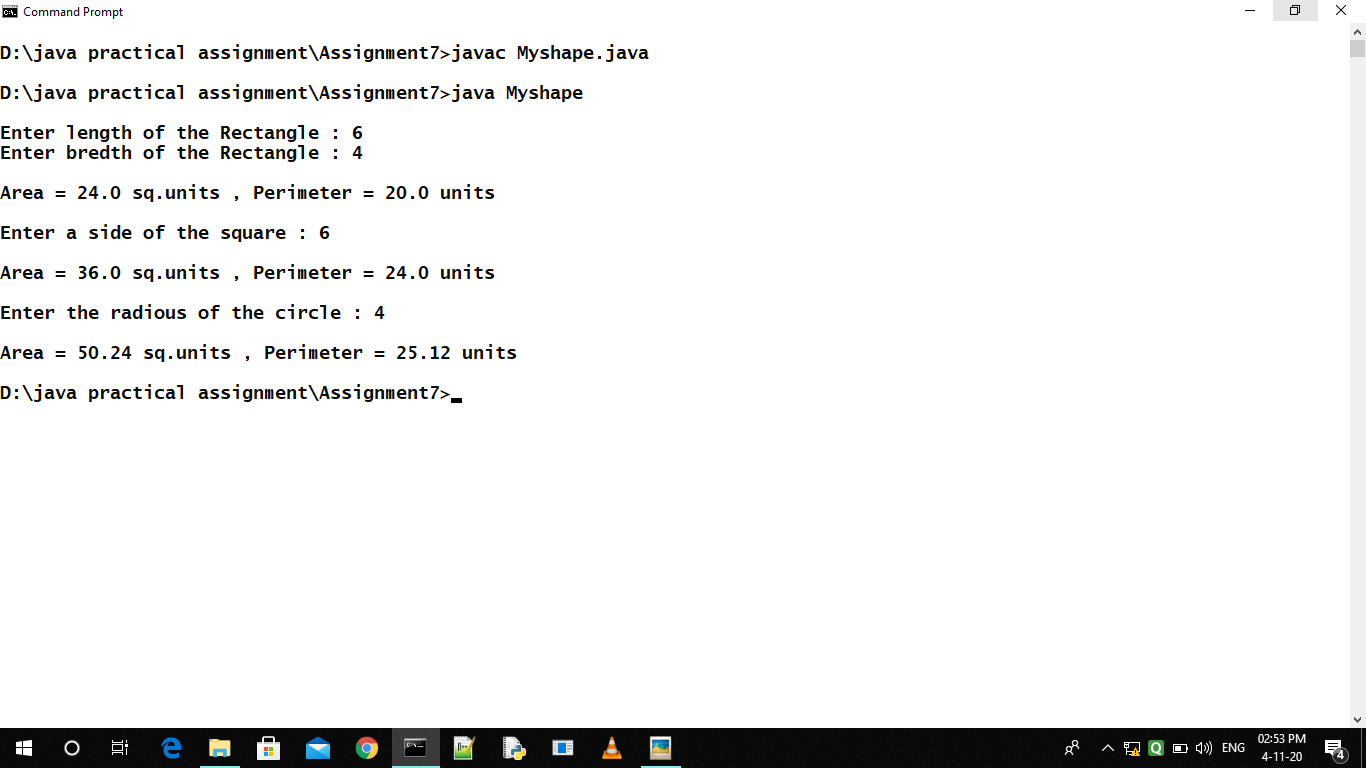 Command Prompt
D:\java practical assignment\Assignment7>javac Myshape.java
D:\java practical assignment\Assignment7>java Myshape
Enter length of the Rectangle : 6
Enter bredth of the Rectangle : 4
Area = 24.0 sq.units , Perimeter = 20.0 units
Enter a side of the square : 6
Area = 36.0 sq.units , Perimeter = 24.0 units
Enter the radious of the circle : 4
Area = 50.24 sq.units , Perimeter = 25.12 units
D:\java practical assignment\Assignment7>
ENG
02:53 PM
4-11-20
4